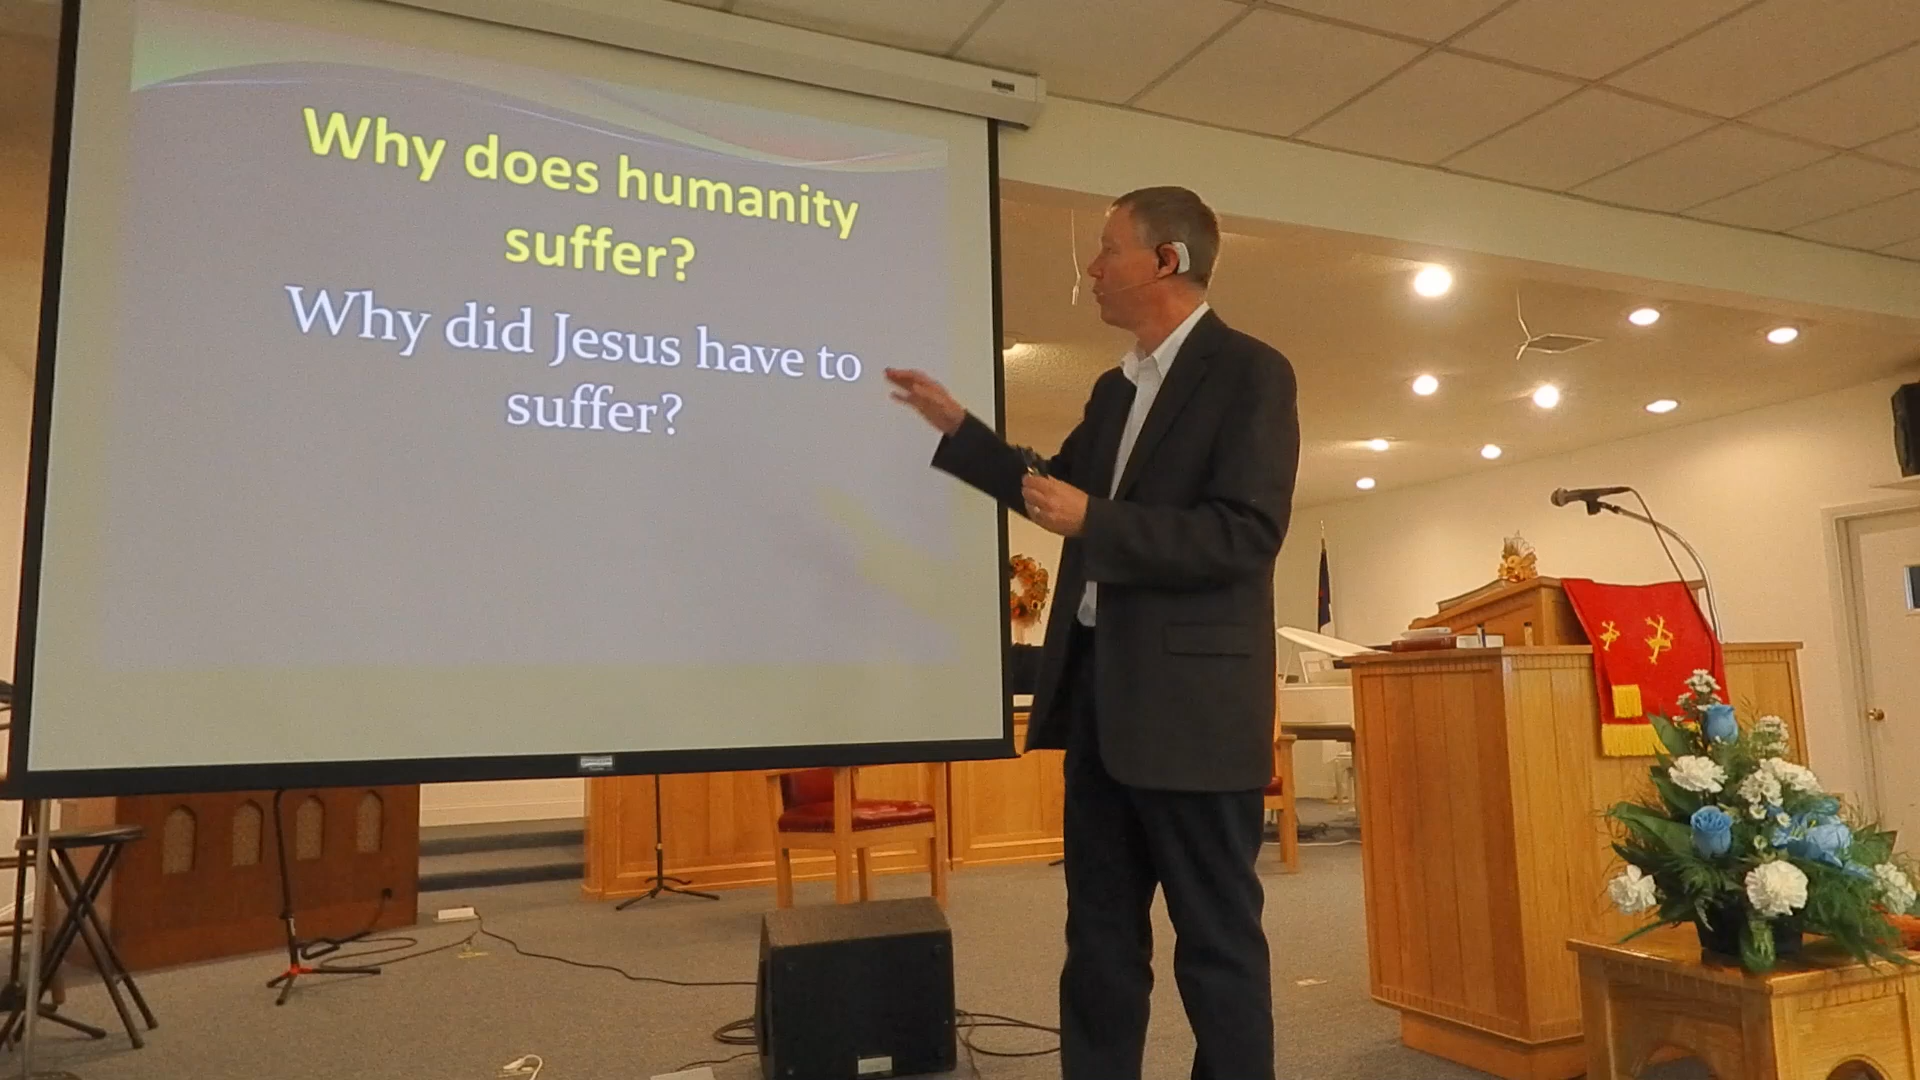 Why does humanity
suffer?
Why did Jesus have to
suffer?